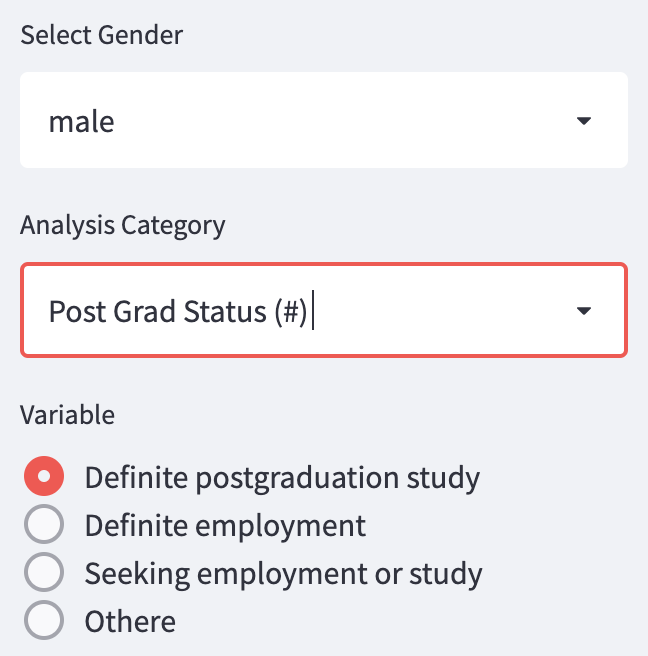 Select Gender
male
Analysis Category
Post Grad Status (#)
Variable
Definite postgraduation study
Definite employment
Seeking employment or study
Othere